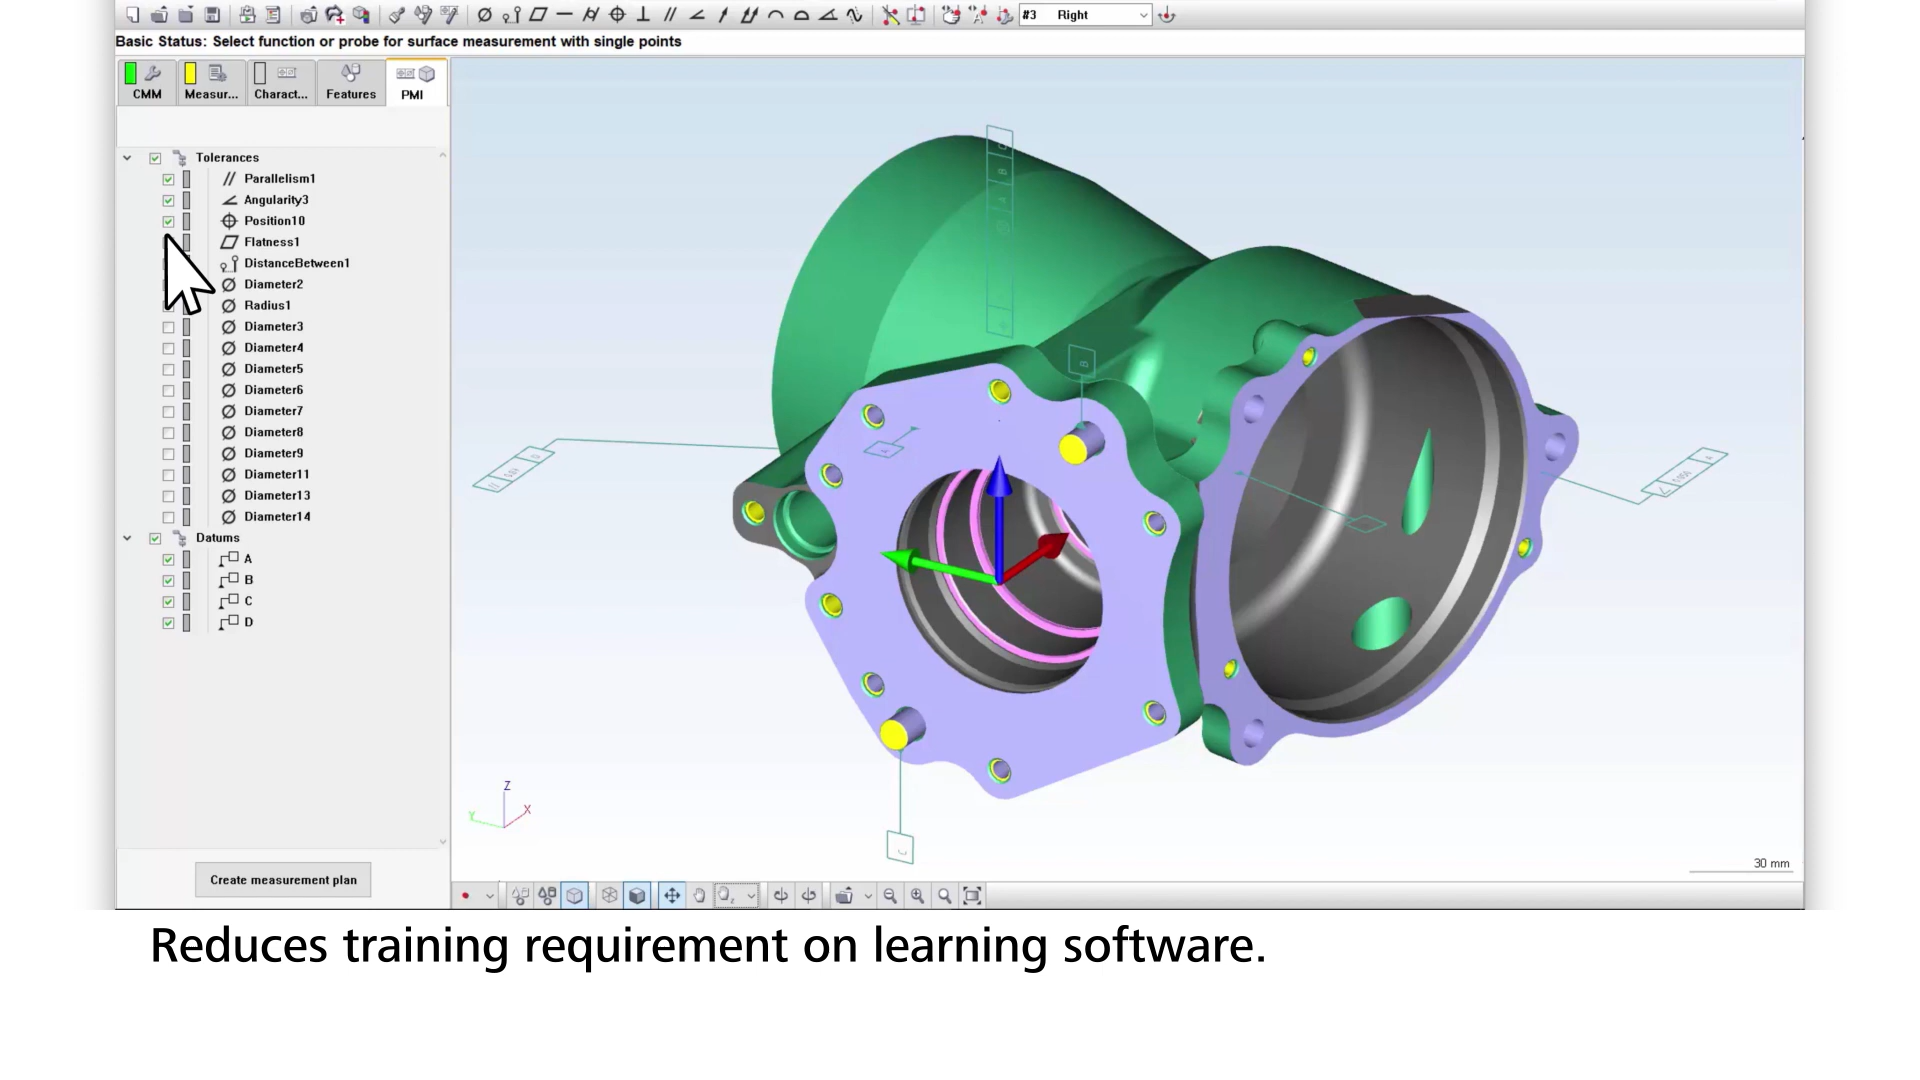 #3 Right
Basic Status: Select function or probe for surface measurement with single points
CMM
Measur...
Charact...
Features
PMI
Tolerances
Parallelism1
Angularity3
Position10
Flatness1
DistanceBetween1
Diameter2
Radius1
Diameter3
Diameter4
Diameter5
Diameter6
Diameter7
Diameter8
Diameter9
Diameter11
Diameter13
Diameter14
Datums
A
B
C
D
Create measurement plan
B
Z
X
Y
30 mm
Reduces training requirement on learning software.